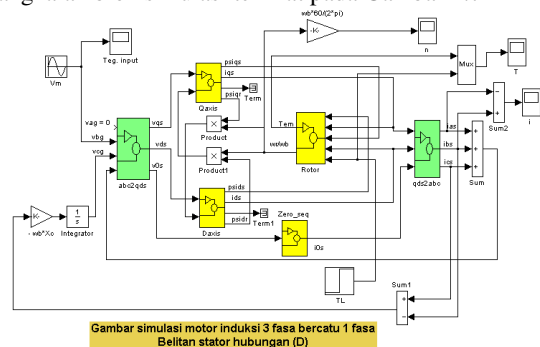 wb*60/(2*pi)
-K-
n
Vm
Teg. input
Mux
T
psiqs
iqs
psiqr
Qaxis
Term
vag = 0
vbg
vcg
vqs
vds
v0s
abc2qds
Product
Product1
Tem
wr/wb
Rotor
ias
ibs
ics
qds2abc
Sum2
i
Sum
psids
ids
psidr
Daxis
Term1
Zero_seq
i0s
-K-
- wb*Xc
1
s
Integrator
TL
Sum1
Gambar simulasi motor induksi 3 fasa bercatu 1 fasa
Belitan stator hubungan (D)